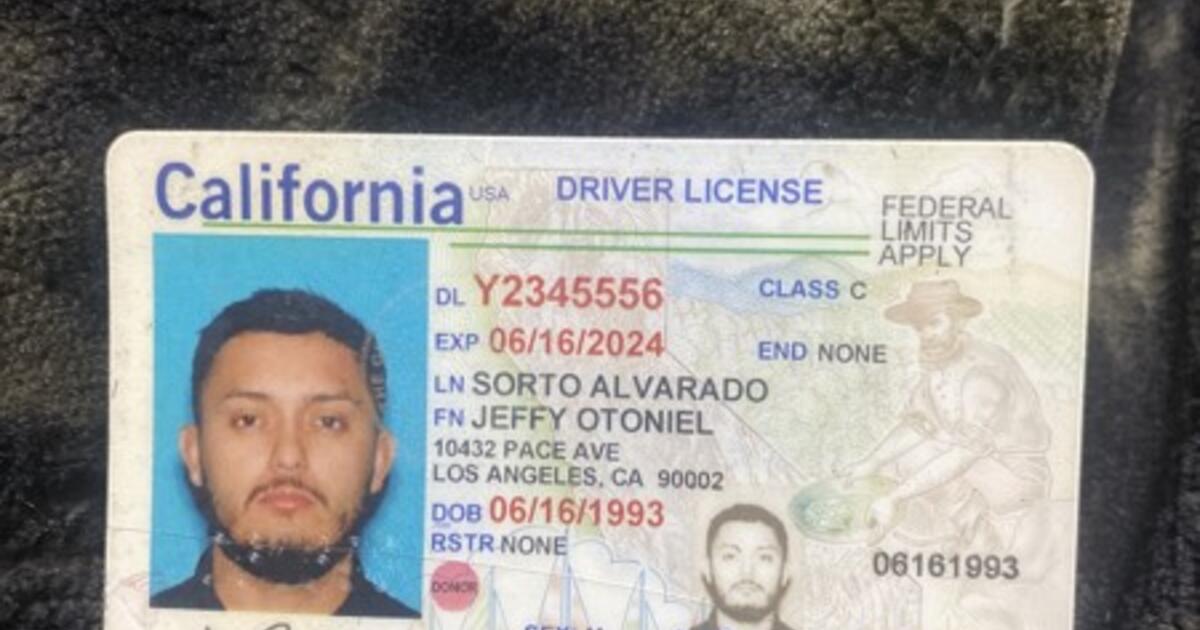 California USA DRIVER LICENSE
FEDERAL
LIMITS
APPLY
DL Y2345556 CLASS C
EXP 06/16/2024 END NONE
LN SORTO ALVARADO
FN JEFFY OTONIEL
10432 PACE AVE
LOS ANGELES, CA 90002
DOB 06/16/1993
RSTR NONE
06161993
DONOR